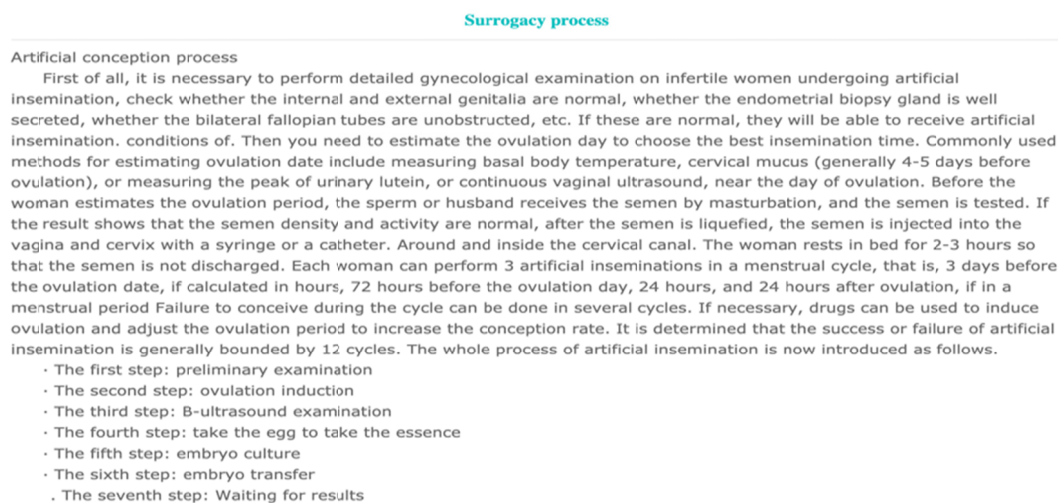 Surrogacy process
Artificial conception process
First of all, it is necessary to perform detailed gynecological examination on infertile women undergoing artificial
insemination, check whether the internal and external genitalia are normal, whether the endometrial biopsy gland is well
secreted, whether the bilateral fallopian tubes are unobstructed, etc. If these are normal, they will be able to receive artificial
insemination. conditions of. Then you need to estimate the ovulation day to choose the best insemination time. Commonly used
methods for estimating ovulation date include measuring basal body temperature, cervical mucus (generally 4-5 days before
ovulation), or measuring the peak of urinary lutein, or continuous vaginal ultrasound, near the day of ovulation. Before the
woman estimates the ovulation period, the sperm or husband receives the semen by masturbation, and the semen is tested. If
the result shows that the semen density and activity are normal, after the semen is liquefied, the semen is injected into the
vagina and cervix with a syringe or a catheter. Around and inside the cervical canal. The woman rests in bed for 2-3 hours so
that the semen is not discharged. Each woman can perform 3 artificial inseminations in a menstrual cycle, that is, 3 days before
the ovulation date, if calculated in hours, 72 hours before the ovulation day, 24 hours, and 24 hours after ovulation, if in a
menstrual period Failure to conceive during the cycle can be done in several cycles. If necessary, drugs can be used to induce
ovulation and adjust the ovulation period to increase the conception rate. It is determined that the success or failure of artificial
insemination is generally bounded by 12 cycles. The whole process of artificial insemination is now introduced as follows.
· The first step: preliminary examination
· The second step: ovulation induction
· The third step: B-ultrasound examination
· The fourth step: take the egg to take the essence
· The fifth step: embryo culture
· The sixth step: embryo transfer
. The seventh step: Waiting for results